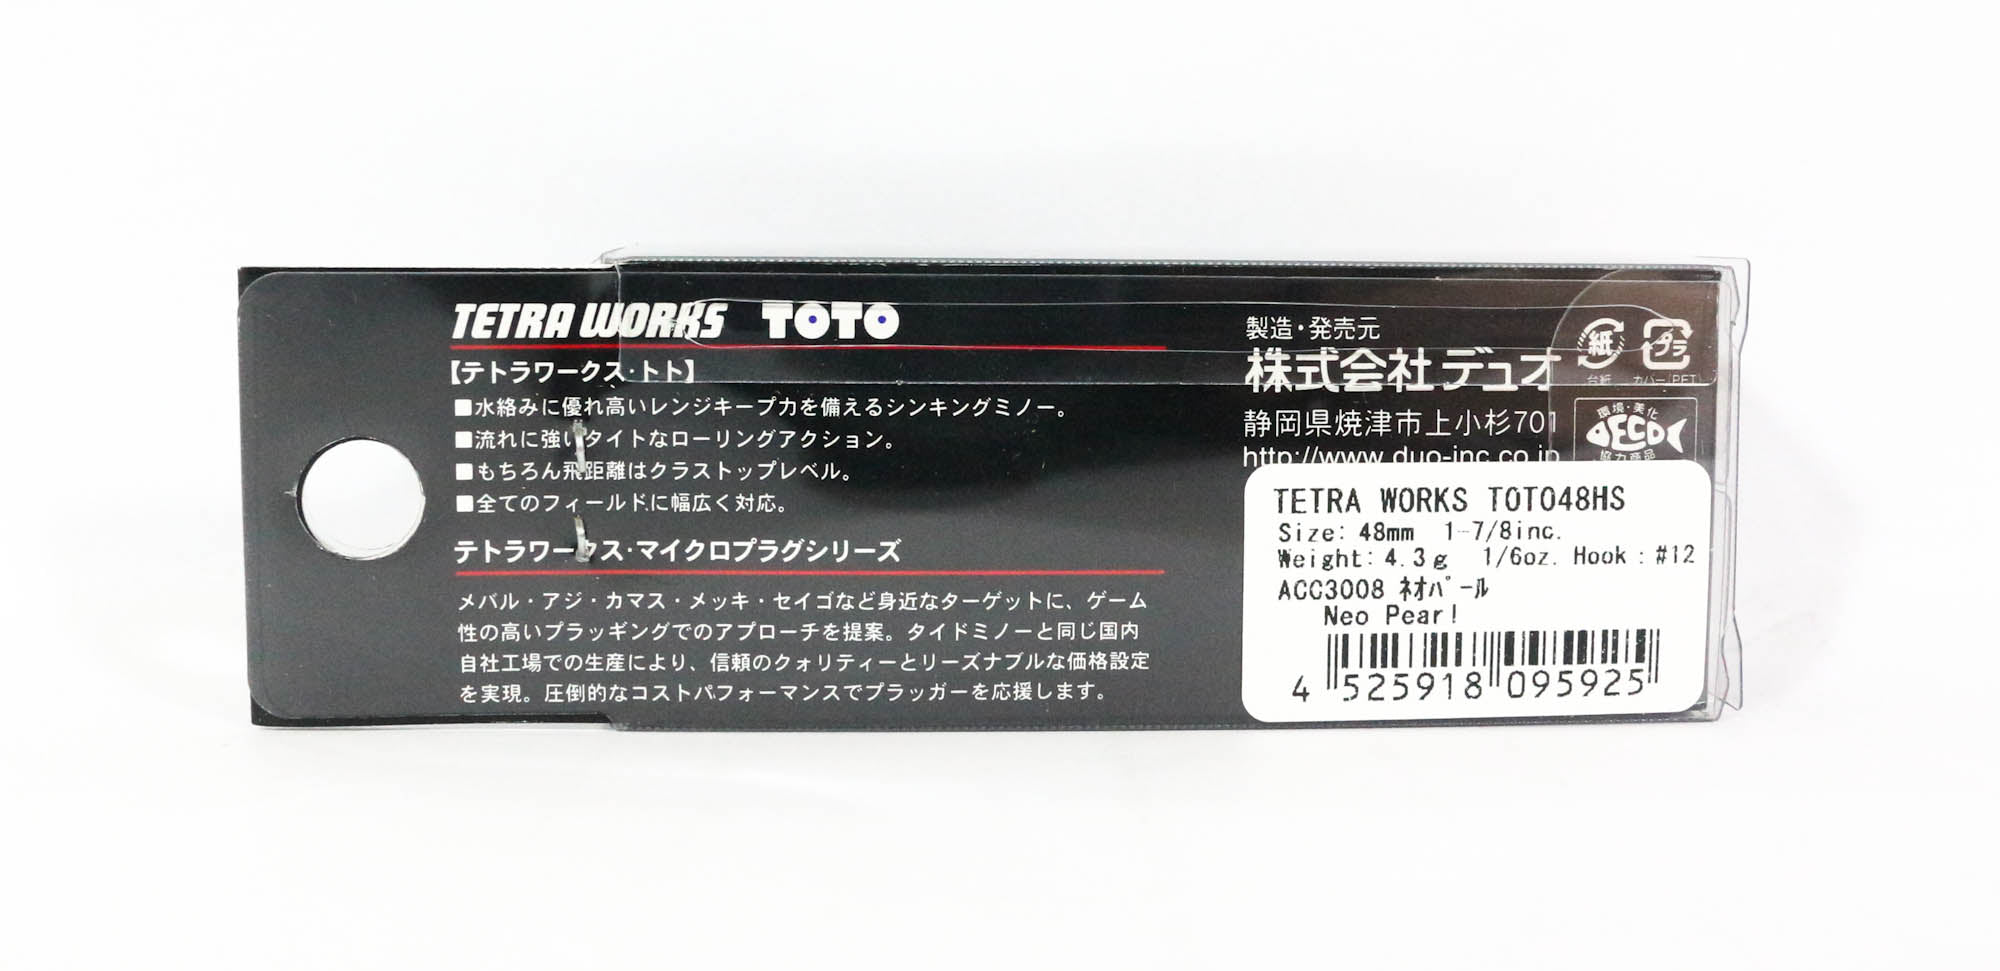 TETRA WORKS TOTO
【テトラワークス・トト】
■水絡みに優れ高いレンジキープ力を備えるシンキングミノー。
■流れに強いタイトなローリングアクション。
■もちろん飛距離はクラストップレベル。
■全てのフィールドに幅広く対応。
テトラワークス・マイクロプラグシリーズ
メバル・アジ・カマス・メッキ・セイゴなど身近なターゲットに、ゲーム
性の高いプラッギングでのアプローチを提案。タイドミノーと同じ国内
自社工場での生産により、信頼のクォリティーとリーズナブルな価格設定
を実現。圧倒的なコストパフォーマンスでプラッガーを応援します。
製造・発売元
株式会社デュオ
静岡県焼津市上小杉701
http://www.duo-inc.co.jp
紙 プラ
台紙 カバー/PET
環境・美化
ECO
協力商品
TETRA WORKS TOTO48HS
Size: 48mm 1-7/8inc.
Weight: 4.3g 1/6oz. Hook : #12
ACC3008 ネオパール
Neo Pearl
4 525918 095925